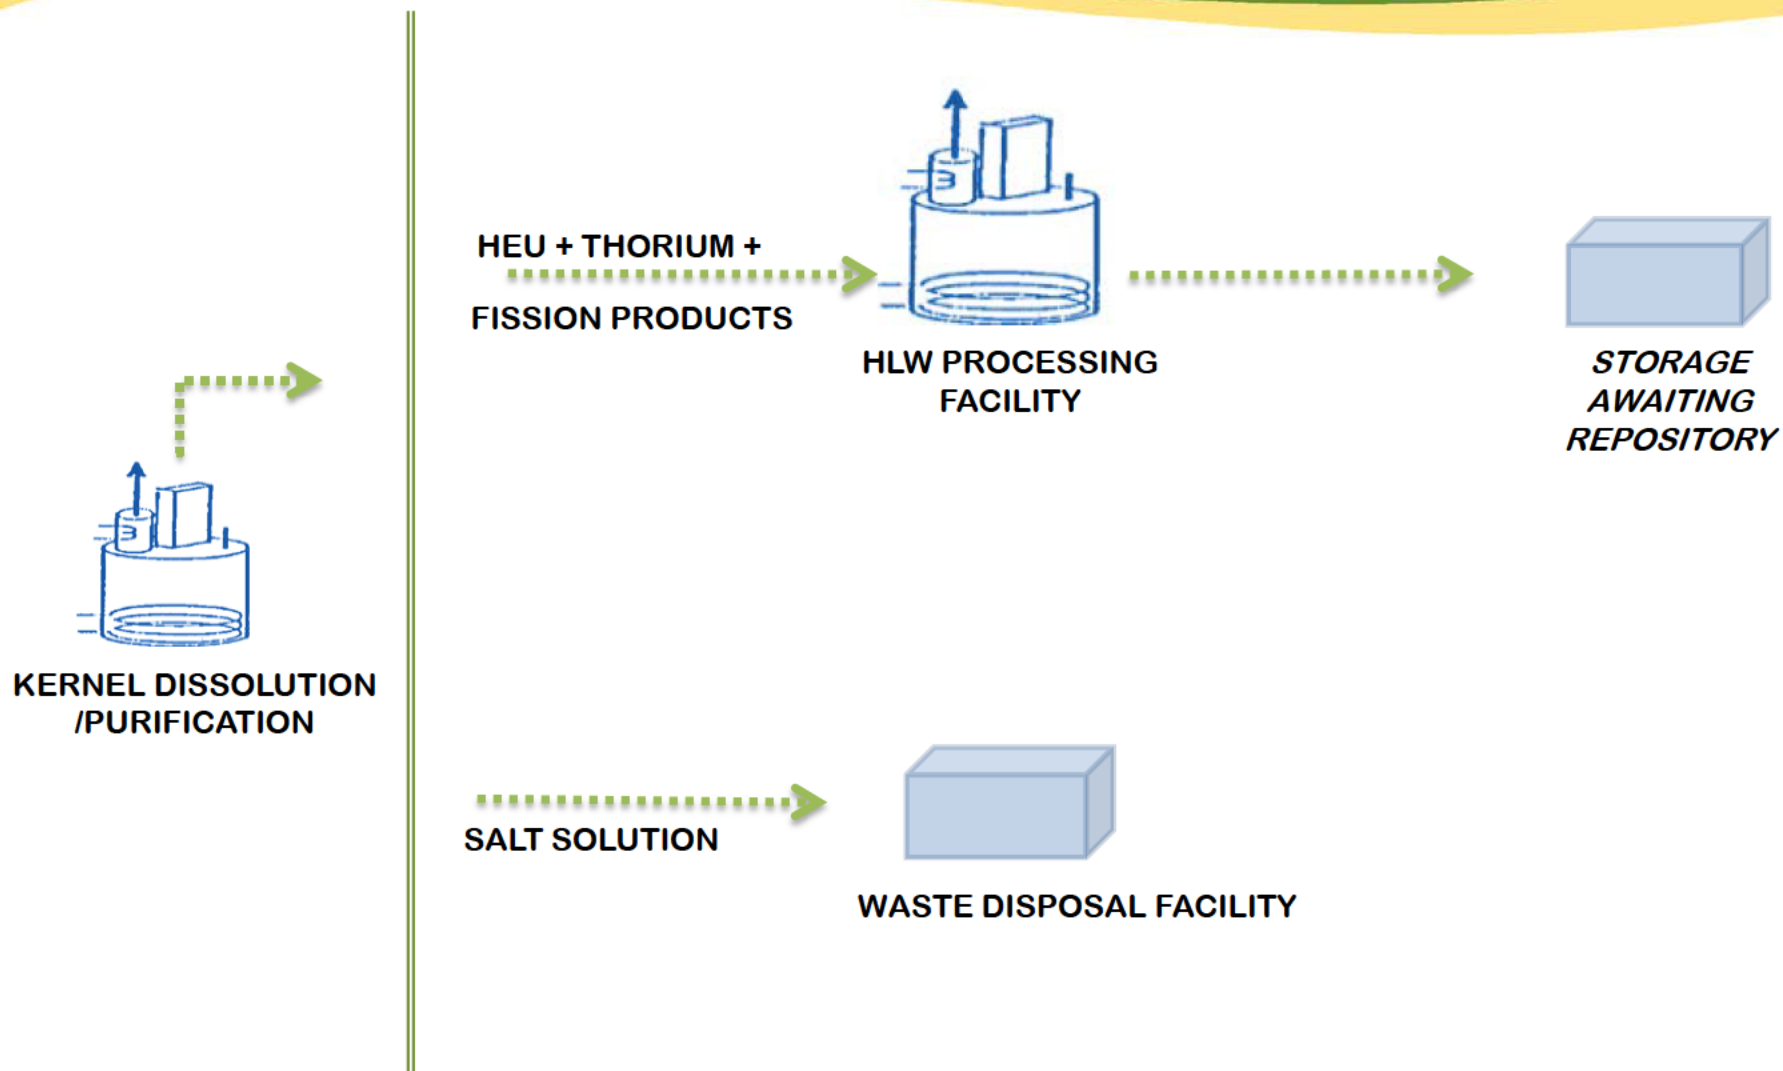 HEU + THORIUM +
FISSION PRODUCTS
HLW PROCESSING
FACILITY
STORAGE
AWAITING
REPOSITORY
KERNEL DISSOLUTION
/PURIFICATION
SALT SOLUTION
WASTE DISPOSAL FACILITY